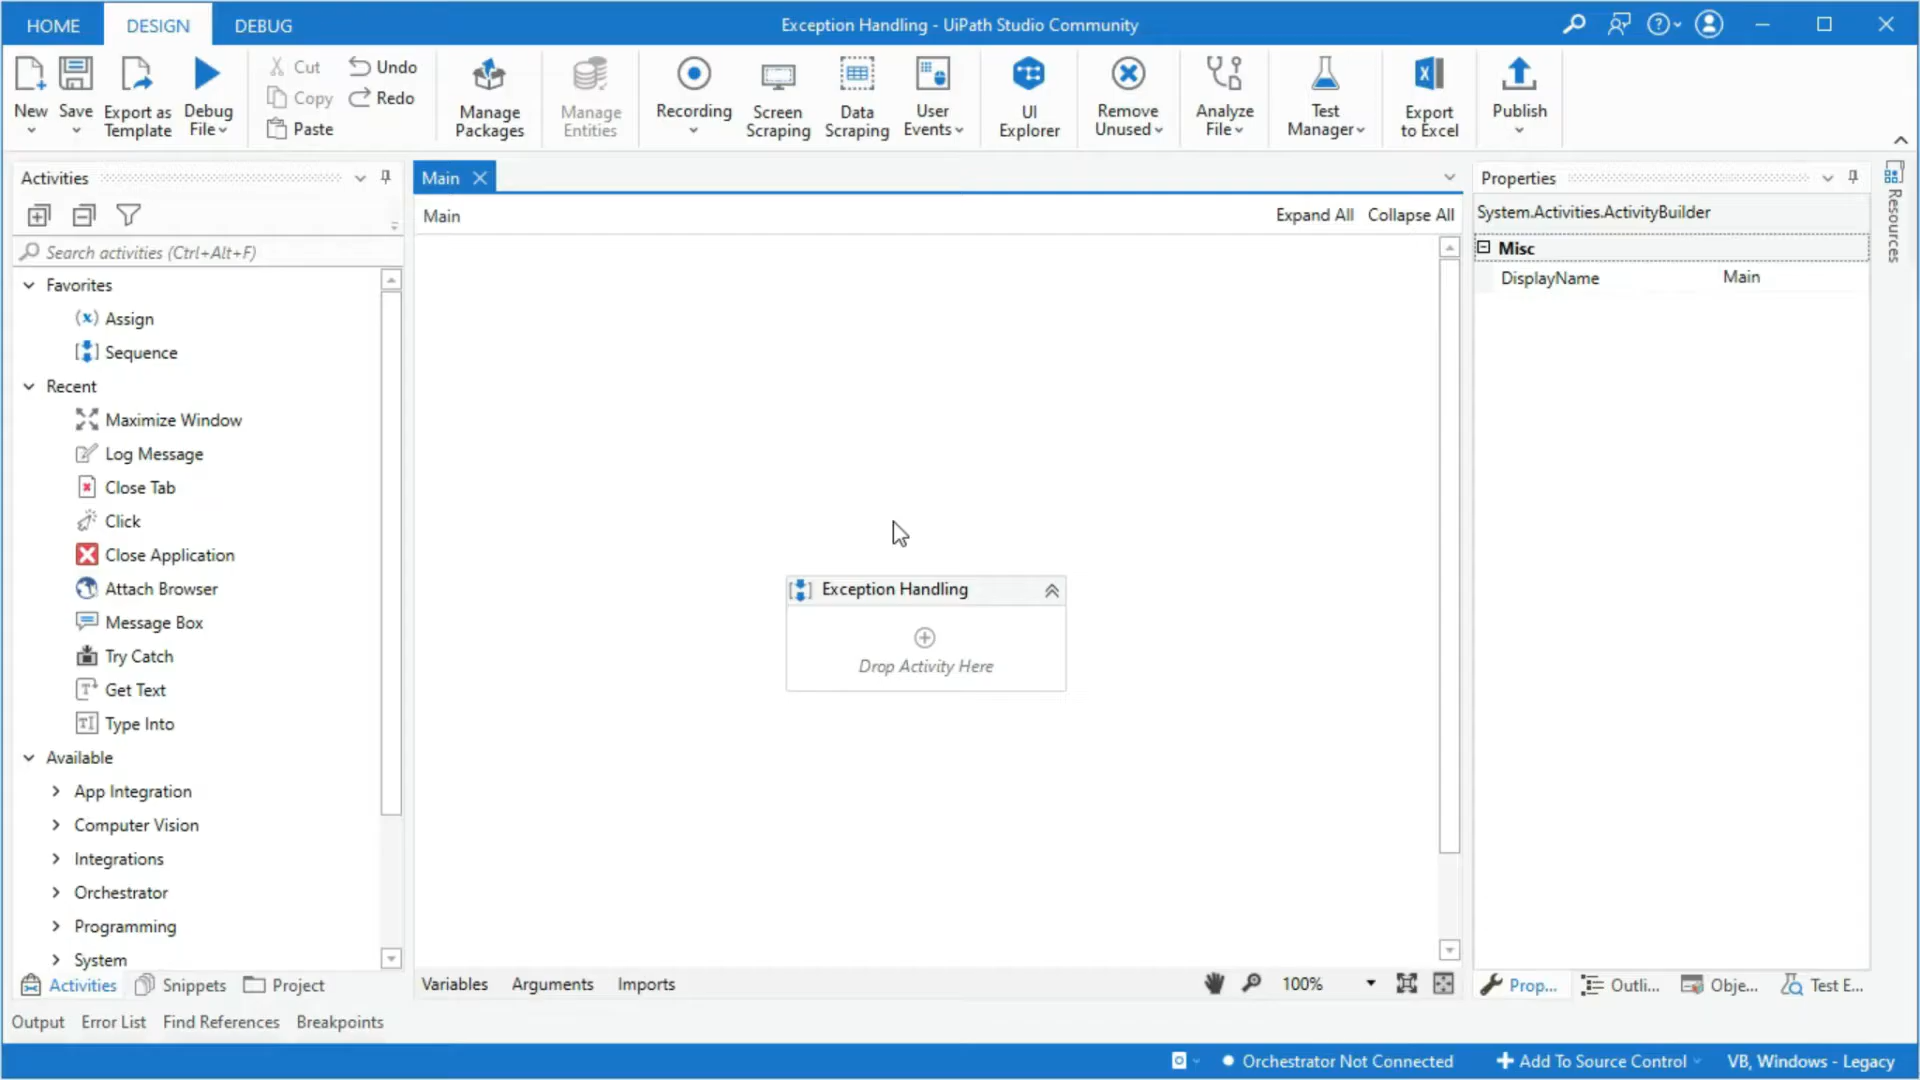 HOME
DESIGN
DEBUG
Exception Handling - UiPath Studio Community
New
Save
Export as
Template
Debug
File
Cut
Copy
Paste
Undo
Redo
Manage
Packages
Manage
Entities
Recording
Screen
Scraping
Data
Scraping
User
Events
UI
Explorer
Remove
Unused
Analyze
File
Test
Manager
Export
to Excel
Publish
Activities
Search activities (Ctrl+Alt+F)
Favorites
Assign
Sequence
Recent
Maximize Window
Log Message
Close Tab
Click
Close Application
Attach Browser
Message Box
Try Catch
Get Text
Type Into
Available
App Integration
Computer Vision
Integrations
Orchestrator
Programming
System
Activities
Snippets
Project
Main
Main
Expand All
Collapse All
Exception Handling
Drop Activity Here
Variables
Arguments
Imports
100%
Properties
System.Activities.ActivityBuilder
Misc
DisplayName
Main
Resources
Prop...
Outli...
Obje...
Test E...
Output
Error List
Find References
Breakpoints
Orchestrator Not Connected
Add To Source Control
VB, Windows - Legacy